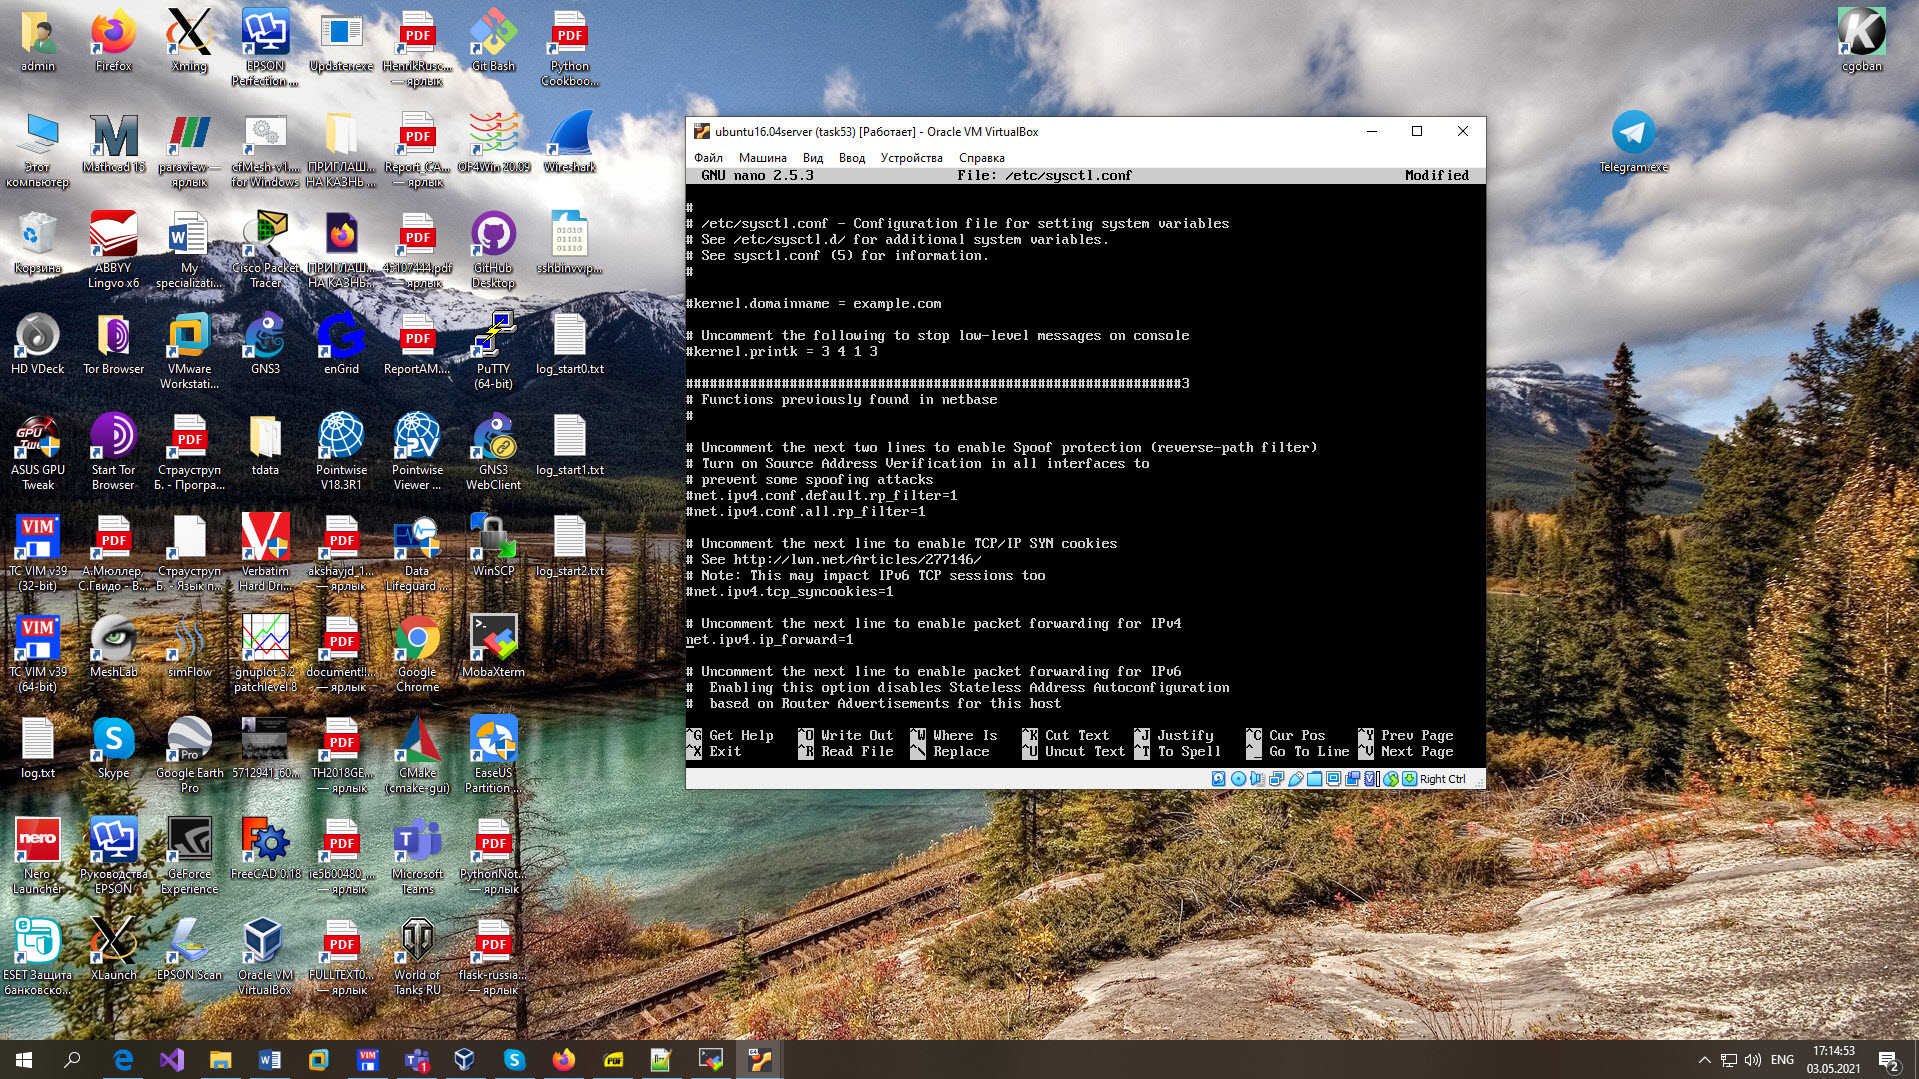 admin
Firefox
Xming
EPSON
Perfection ...
Updater.exe
HenrikRusc...
— ярлык
Git Bash
Python
Cookboo...
cgoban
Этот
компьютер
Mathcad 15
paraview—
ярлык
cfMesh-v1....
for Windows
ПРИГЛАШ...
НА КАЗНЬ ...
Report_CA...
— ярлык
OF4Win 20.09
Wireshark
Telegram.exe
Корзина
ABBYY
Lingvo x6
My
specializati...
Cisco Packet
Tracer
ПРИГЛАШ...
НА КАЗНЬ...
45107444.pdf
— ярлык
GitHub
Desktop
sshbinvv.p...
HD VDeck
Tor Browser
VMware
Workstati...
GNS3
enGrid
ReportAM....
PuTTY
(64-bit)
log_start0.txt
ASUS GPU
Tweak
Start Tor
Browser
Страуструп
Б. - Програ...
tdata
Pointwise
V18.3R1
Pointwise
Viewer ...
GNS3
WebClient
log_start1.txt
TC VIM v39
(32-bit)
А.Мюллер,
С.Гвидо - В...
Страуструп
Б. - Язык п...
Verbatim
Hard Dri...
akshayjd_1...
— ярлык
Data
Lifeguard ...
WinSCP
log_start2.txt
TC VIM v39
(64-bit)
MeshLab
simFlow
gnuplot 5.2
patchlevel 8
document!!...
— ярлык
Google
Chrome
MobaXterm
log.txt
Skype
Google Earth
Pro
5712941_60...
TH2018GE...
— ярлык
CMake
(cmake-gui)
EaseUS
Partition ...
Nero
Launcher
Руководства
EPSON
GeForce
Experience
FreeCAD 0.18
ie5b00480_...
— ярлык
Microsoft
Teams
PythonNot...
— ярлык
ESET Защита
банковско...
XLaunch
EPSON Scan
Oracle VM
VirtualBox
FULLTEXT0...
— ярлык
World of
Tanks RU
flask-russia...
— ярлык
ubuntu16.04server (task53) [Работает] - Oracle VM VirtualBox
Файл Машина Вид Ввод Устройства Справка
GNU nano 2.5.3 File: /etc/sysctl.conf Modified
#
# /etc/sysctl.conf - Configuration file for setting system variables
# See /etc/sysctl.d/ for additional system variables.
# See sysctl.conf (5) for information.
#
#kernel.domainname = example.com
# Uncomment the following to stop low-level messages on console
#kernel.printk = 3 4 1 3
##############################################################3
# Functions previously found in netbase
#
# Uncomment the next two lines to enable Spoof protection (reverse-path filter)
# Turn on Source Address Verification in all interfaces to
# prevent some spoofing attacks
#net.ipv4.conf.default.rp_filter=1
#net.ipv4.conf.all.rp_filter=1
# Uncomment the next line to enable TCP/IP SYN cookies
# See http://lwn.net/Articles/277146/
# Note: This may impact IPv6 TCP sessions too
#net.ipv4.tcp_syncookies=1
# Uncomment the next line to enable packet forwarding for IPv4
net.ipv4.ip_forward=1
# Uncomment the next line to enable packet forwarding for IPv6
#  Enabling this option disables Stateless Address Autoconfiguration
#  based on Router Advertisements for this host
^G Get Help ^O Write Out ^W Where Is ^K Cut Text ^J Justify ^C Cur Pos ^Y Prev Page
^X Exit ^R Read File ^\ Replace ^U Uncut Text ^T To Spell ^_ Go To Line ^V Next Page
Right Ctrl
ENG
17:14:53
03.05.2021